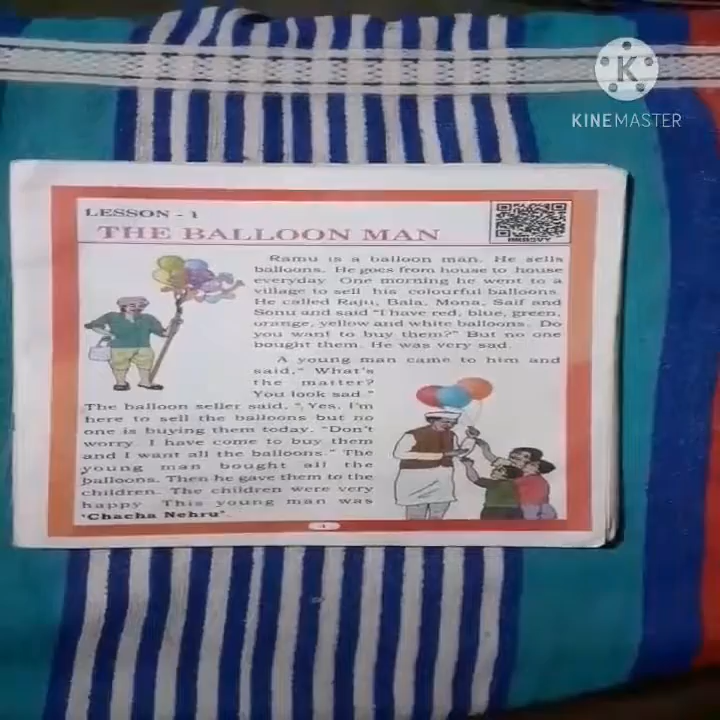 KINEMASTER
LESSON - 1
THE BALLOON MAN
Ramu is a balloon man. He sells
balloons. He goes from house to house
everyday. One morning he went to a
village to sell his colourful balloons.
He called Raju, Bala, Mona, Saif and
Sonu and said "I have red, blue, green,
orange, yellow and white balloons. Do
you want to buy them?" But no one
bought them. He was very sad.
A young man came to him and
said," What's
the matter?
You look sad."
The balloon seller said, " Yes, I'm
here to sell the balloons but no
one is buying them today. "Don't
worry. I have come to buy them
and I want all the balloons." The
young man bought all the
balloons. Then he gave them to the
children. The children were very
happy. This young man was
"Chacha Nehru".